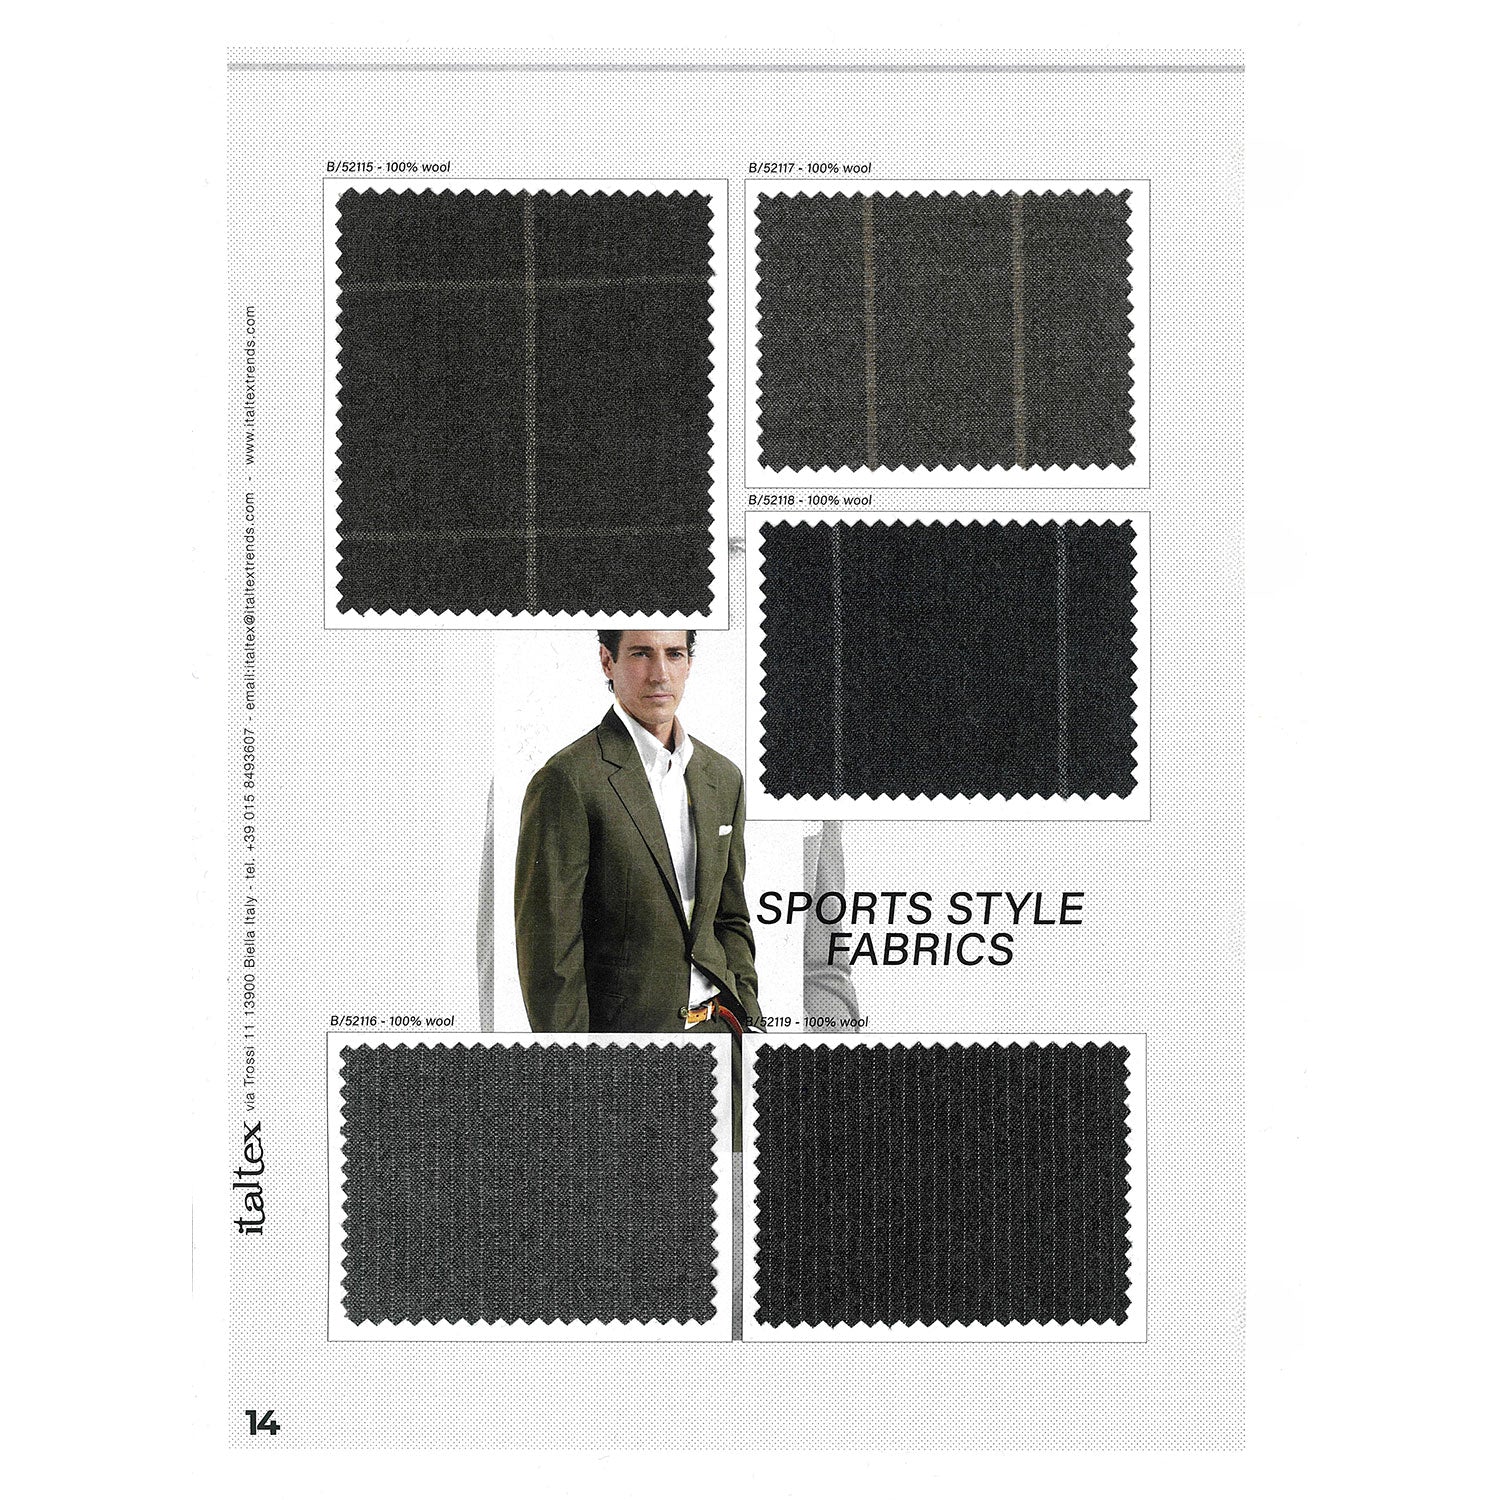 B/52115 - 100% wool
B/52117 - 100% wool
B/52118 - 100% wool
SPORTS STYLE
FABRICS
B/52116 - 100% wool
B/52119 - 100% wool
italtex via Trossi 11 13900 Biella Italy - tel. +39 015 8493607 - email:italtex@italtextrends.com - www.italtextrends.com
14